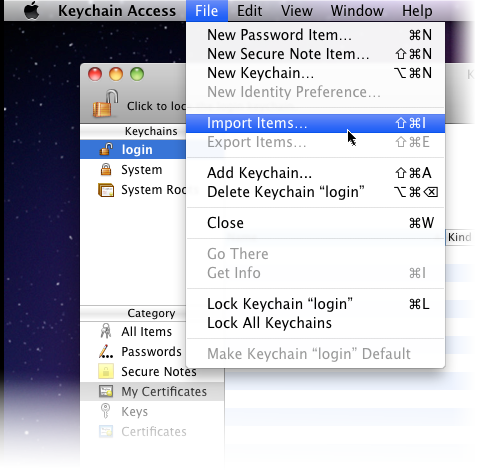 Keychain Access File Edit View Window Help
New Password Item... ⌘N
New Secure Note Item... ⇧⌘N
New Keychain... ⌥⌘N
New Identity Preference...
Import Items... ⇧⌘I
Export Items... ⇧⌘E
Add Keychain... ⇧⌘A
Delete Keychain “login” ⌥⌘⌫
Close ⌘W
Go There
Get Info ⌘I
Lock Keychain “login” ⌘L
Lock All Keychains
Make Keychain “login” Default
Click to loc
Keychains
login
System
System Roo
Kind
Category
All Items
Passwords
Secure Notes
My Certificates
Keys
Certificates